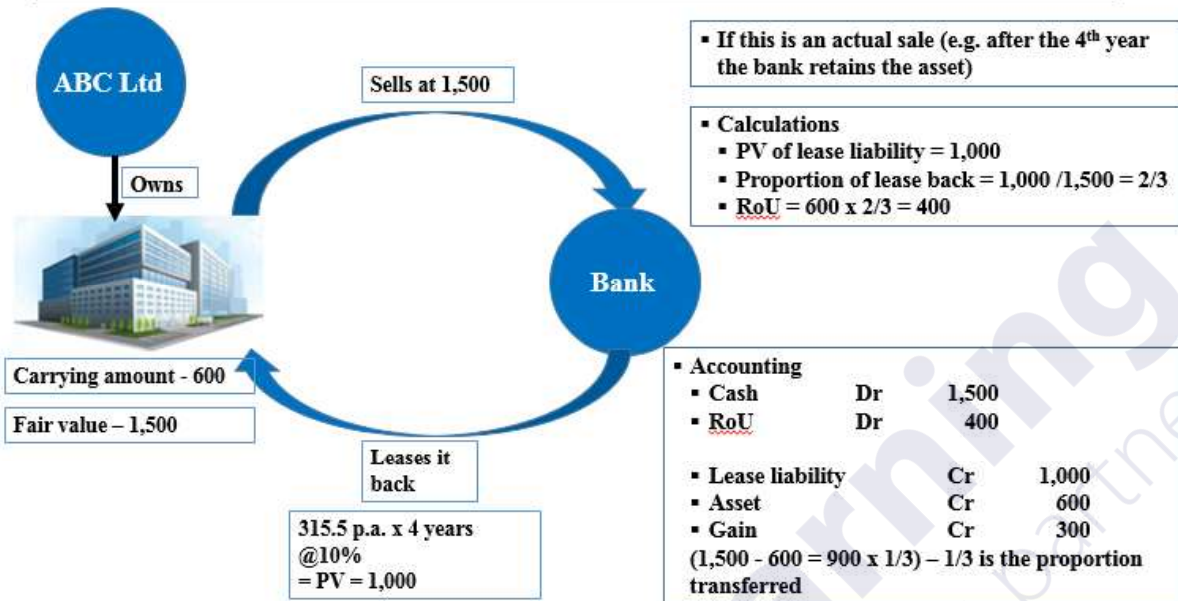 ABC Ltd
Owns
Carrying amount - 600
Fair value – 1,500
Sells at 1,500
Bank
Leases it
back
315.5 p.a. x 4 years
@10%
= PV = 1,000
▪ If this is an actual sale (e.g. after the 4th year
the bank retains the asset)
▪ Calculations
▪ PV of lease liability = 1,000
▪ Proportion of lease back = 1,000 /1,500 = 2/3
▪ RoU = 600 x 2/3 = 400
▪ Accounting
▪ Cash Dr 1,500
▪ RoU Dr 400
▪ Lease liability Cr 1,000
▪ Asset Cr 600
▪ Gain Cr 300
(1,500 - 600 = 900 x 1/3) – 1/3 is the proportion
transferred